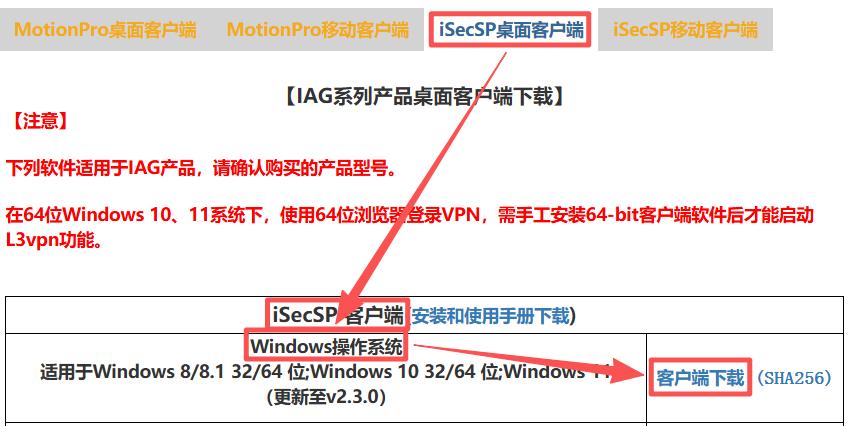 MotionPro桌面客户端 MotionPro移动客户端 iSecSP桌面客户端 iSecSP移动客户端
【IAG系列产品桌面客户端下载】
【注意】
下列软件适用于IAG产品，请确认购买的产品型号。
在64位Windows 10、11系统下，使用64位浏览器登录VPN，需手工安装64-bit客户端软件后才能启动
L3vpn功能。
iSecSP 客户端(安装和使用手册下载)
Windows操作系统
适用于Windows 8/8.1 32/64 位;Windows 10 32/64 位;Windows 11
（更新至v2.3.0）
客户端下载（SHA256）